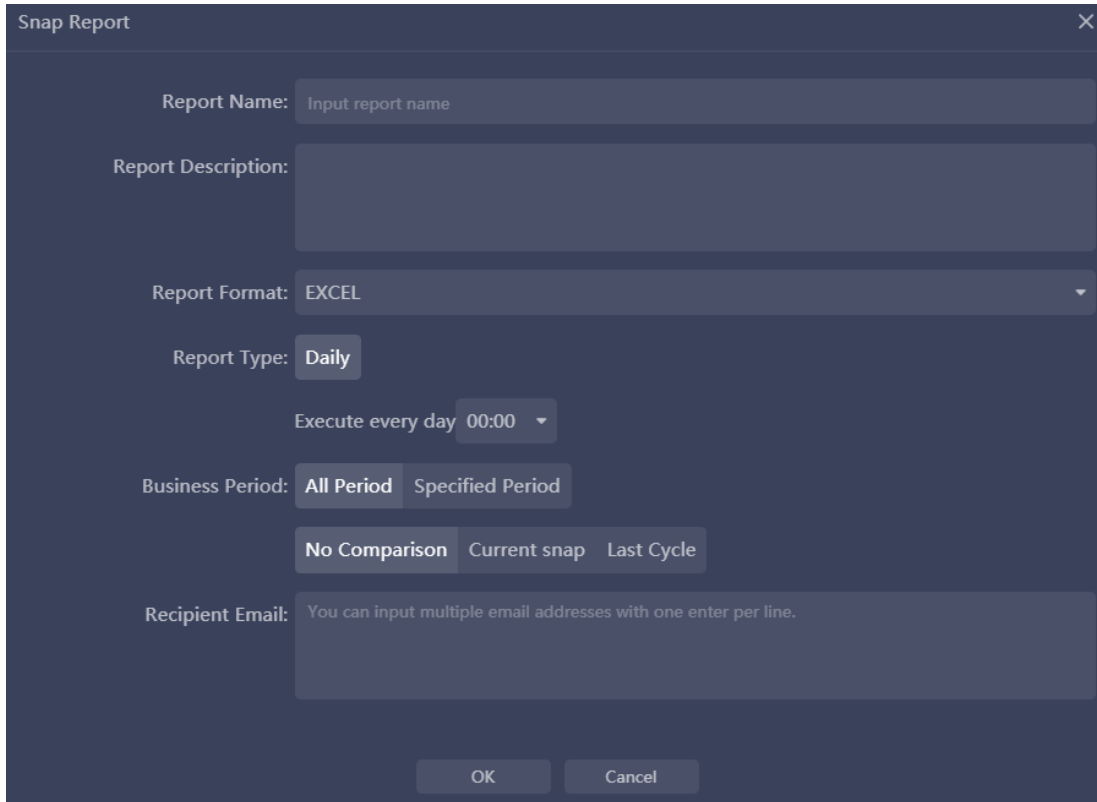 Snap Report
Report Name: Input report name
Report Description:
Report Format: EXCEL
Report Type: Daily
Execute every day 00:00
Business Period: All Period Specified Period
No Comparison Current snap Last Cycle
Recipient Email: You can input multiple email addresses with one enter per line.
OK Cancel